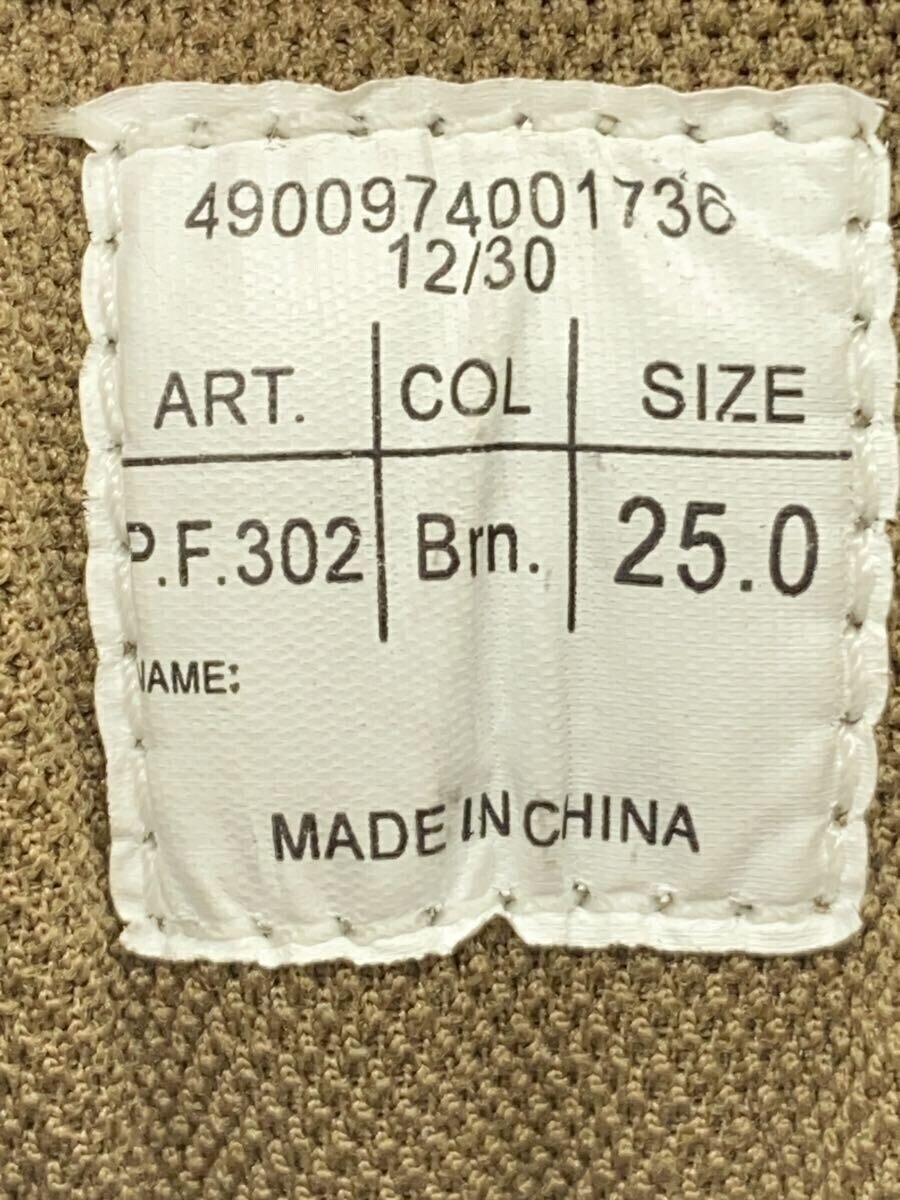 4900974001736
12/30
ART. COL SIZE
P.F.302 Brn. 25.0
NAME:
MADE IN CHINA